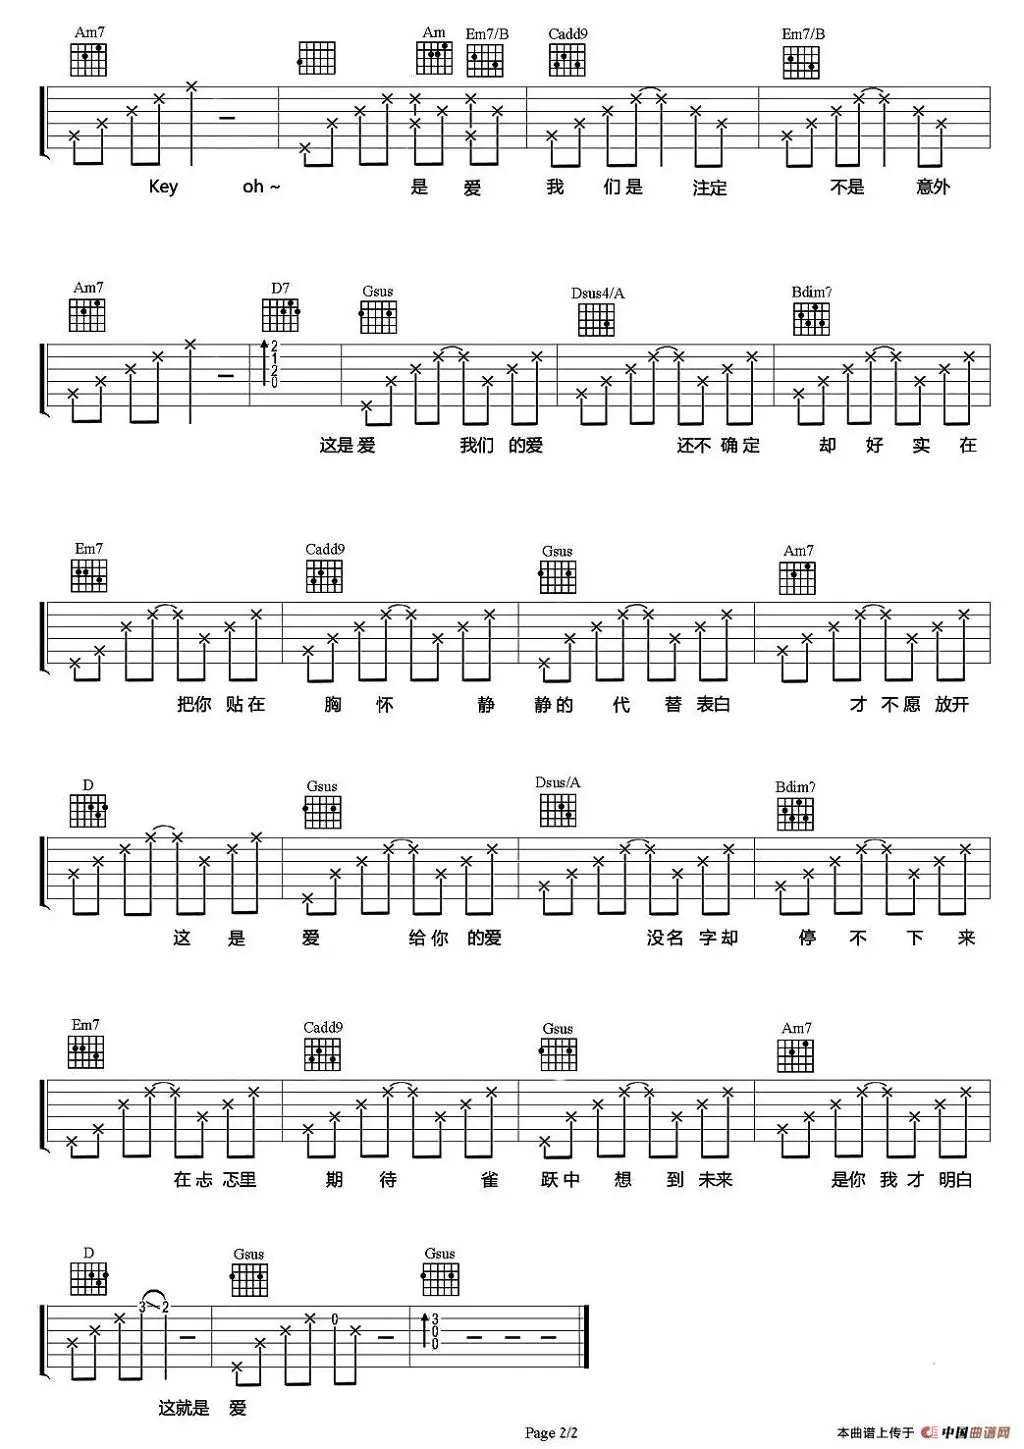 Am7 Am Em7/B Cadd9 Em7/B
Key oh~ 是 爱 我 们是 注定 不是 意外
Am7 D7 Gsus Dsus4/A Bdim7
2
1
2
0
这是爱 我们 的爱 还不 确定 却 好 实 在
Em7 Cadd9 Gsus Am7
把你 贴在 胸 怀 静 静的 代 替 表白 才 不愿 放开
D Gsus Dsus/A Bdim7
这 是 爱 给你 的爱 没名 字却 停 不 下 来
Em7 Cadd9 Gsus Am7
在忐 忑里 期 待 雀 跃中 想 到 未来 是你 我 才 明白
D Gsus Gsus
3 2 0 3
0
0
这就是 爱
Page 2/2 本曲谱上传于 中国曲谱网